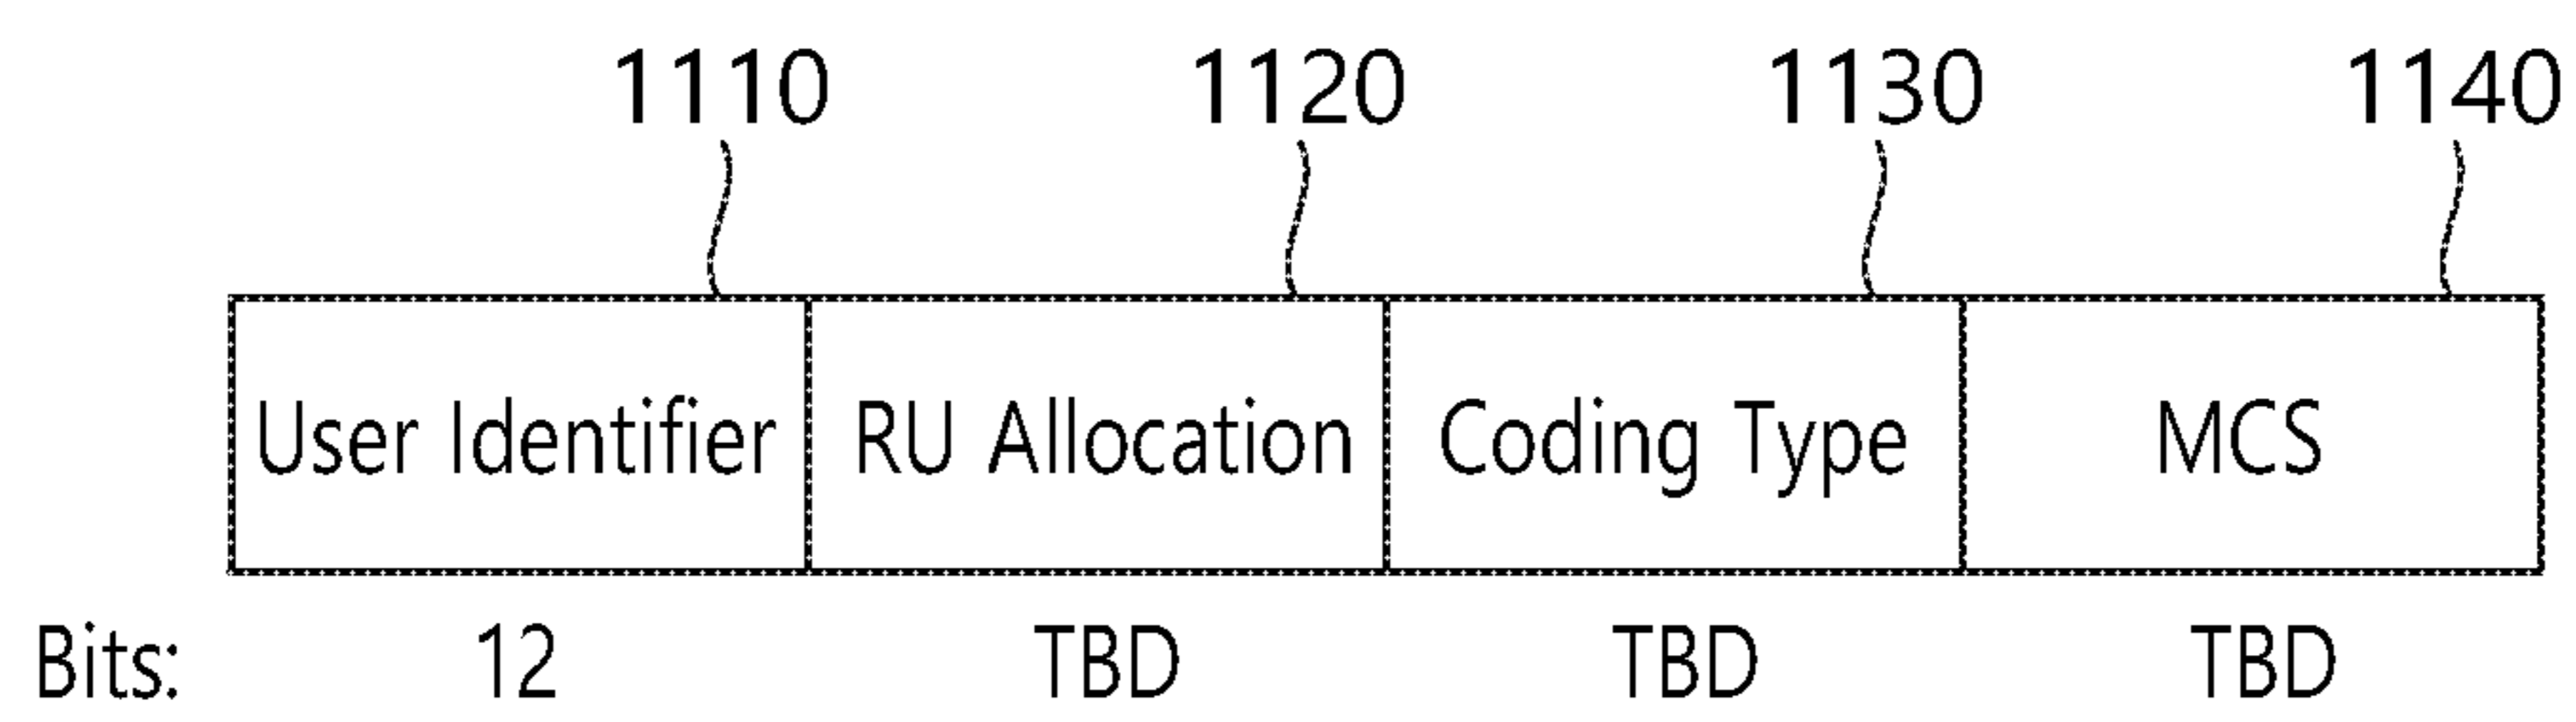 1110 1120 1130 1140
User Identifier RU Allocation Coding Type MCS
Bits: 12 TBD TBD TBD